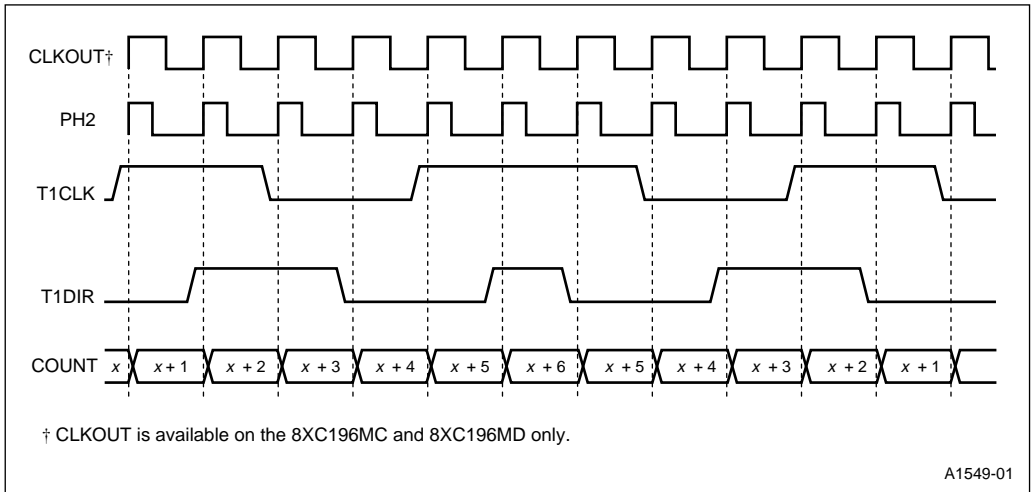 CLKOUT†
PH2
T1CLK
T1DIR
COUNT x x + 1 x + 2 x + 3 x + 4 x + 5 x + 6 x + 5 x + 4 x + 3 x + 2 x + 1
† CLKOUT is available on the 8XC196MC and 8XC196MD only.
A1549-01